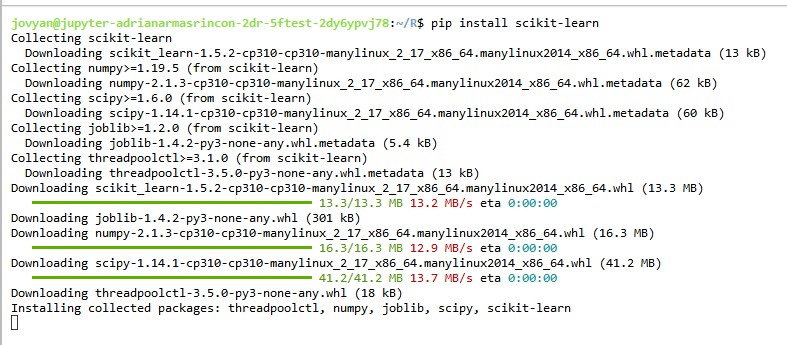 jovyan@jupyter-adrianarmasrincon-2dr-5ftest-2dy6ypvj78:~/R$ pip install scikit-learn
Collecting scikit-learn
  Downloading scikit_learn-1.5.2-cp310-cp310-manylinux_2_17_x86_64.manylinux2014_x86_64.whl.metadata (13 kB)
Collecting numpy>=1.19.5 (from scikit-learn)
  Downloading numpy-2.1.3-cp310-cp310-manylinux_2_17_x86_64.manylinux2014_x86_64.whl.metadata (62 kB)
Collecting scipy>=1.6.0 (from scikit-learn)
  Downloading scipy-1.14.1-cp310-cp310-manylinux_2_17_x86_64.manylinux2014_x86_64.whl.metadata (60 kB)
Collecting joblib>=1.2.0 (from scikit-learn)
  Downloading joblib-1.4.2-py3-none-any.whl.metadata (5.4 kB)
Collecting threadpoolctl>=3.1.0 (from scikit-learn)
  Downloading threadpoolctl-3.5.0-py3-none-any.whl.metadata (13 kB)
Downloading scikit_learn-1.5.2-cp310-cp310-manylinux_2_17_x86_64.manylinux2014_x86_64.whl (13.3 MB)
13.3/13.3 MB 13.2 MB/s eta 0:00:00
Downloading joblib-1.4.2-py3-none-any.whl (301 kB)
Downloading numpy-2.1.3-cp310-cp310-manylinux_2_17_x86_64.manylinux2014_x86_64.whl (16.3 MB)
16.3/16.3 MB 12.9 MB/s eta 0:00:00
Downloading scipy-1.14.1-cp310-cp310-manylinux_2_17_x86_64.manylinux2014_x86_64.whl (41.2 MB)
41.2/41.2 MB 13.7 MB/s eta 0:00:00
Downloading threadpoolctl-3.5.0-py3-none-any.whl (18 kB)
Installing collected packages: threadpoolctl, numpy, joblib, scipy, scikit-learn